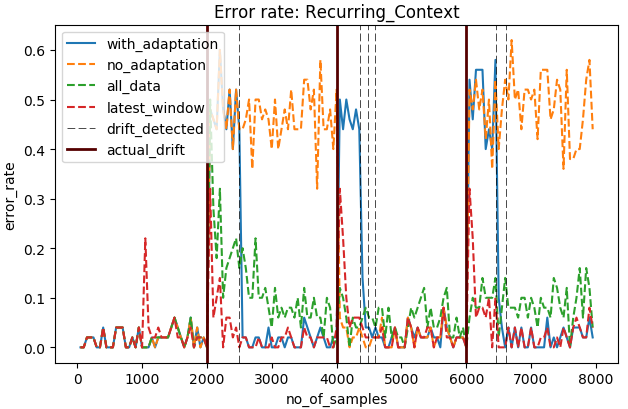 Error rate: Recurring_Context
with_adaptation
no_adaptation
all_data
latest_window
drift_detected
actual_drift
error_rate
0.6
0.5
0.4
0.3
0.2
0.1
0.0
0 1000 2000 3000 4000 5000 6000 7000 8000
no_of_samples